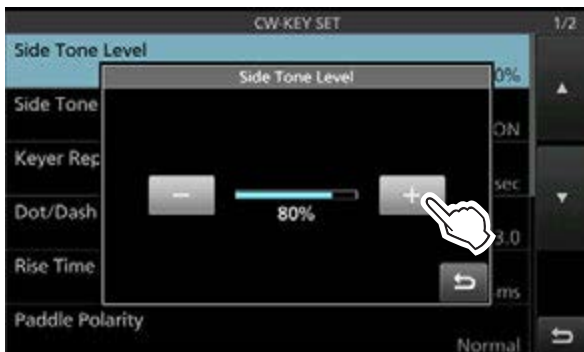 CW-KEY SET 1/2
Side Tone Level
Side Tone Level 0%
Side Tone
ON
Keyer Rep
sec
80%
Dot/Dash
3.0
Rise Time
ms
Paddle Polarity
Normal